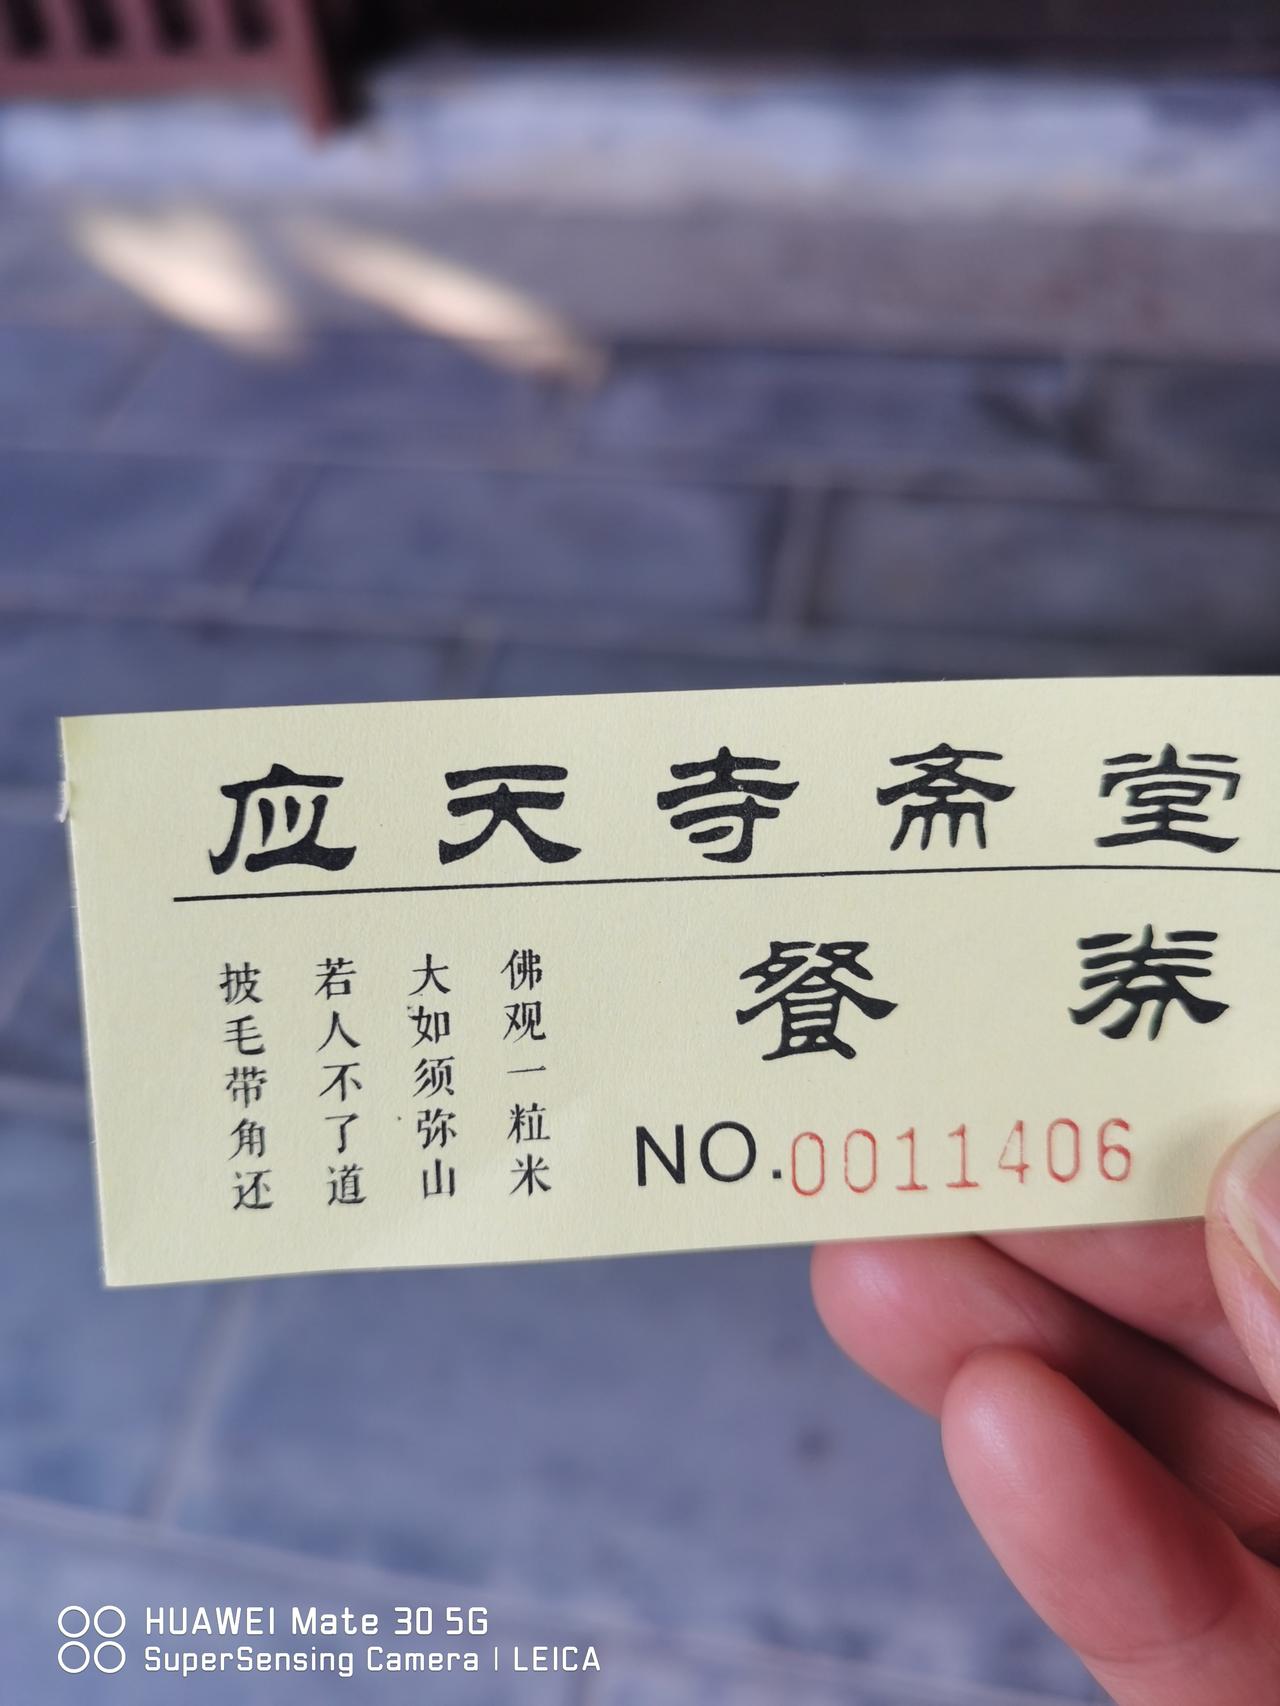 应天寺斋堂
餐券
NO.0011406
佛观一粒米
大如须弥山
若人不了道
披毛带角还
HUAWEI Mate 30 5G
SuperSensing Camera | LEICA